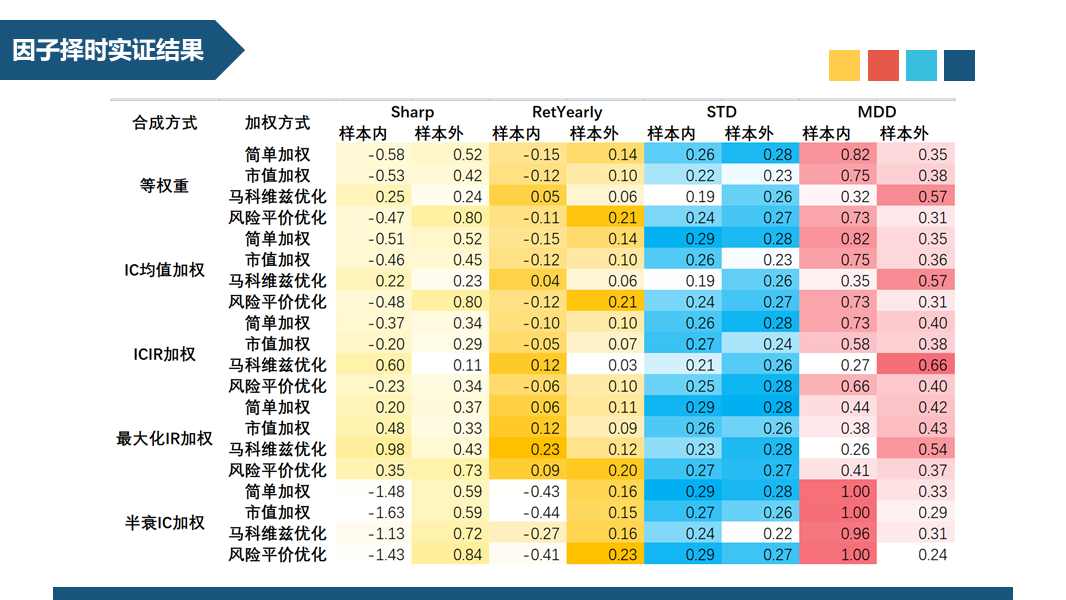 因子择时实证结果
合成方式 加权方式 Sharp RetYearly STD MDD
样本内 样本外 样本内 样本外 样本内 样本外 样本内 样本外
等权重
简单加权 -0.58 0.52 -0.15 0.14 0.26 0.28 0.82 0.35
市值加权 -0.53 0.42 -0.12 0.10 0.22 0.23 0.75 0.38
马科维兹优化 0.25 0.24 0.05 0.06 0.19 0.26 0.32 0.57
风险平价优化 -0.47 0.80 -0.11 0.21 0.24 0.27 0.73 0.31
IC均值加权
简单加权 -0.51 0.52 -0.15 0.14 0.29 0.28 0.82 0.35
市值加权 -0.46 0.45 -0.12 0.10 0.26 0.23 0.75 0.36
马科维兹优化 0.22 0.23 0.04 0.06 0.19 0.26 0.35 0.57
风险平价优化 -0.48 0.80 -0.12 0.21 0.24 0.27 0.73 0.31
ICIR加权
简单加权 -0.37 0.34 -0.10 0.10 0.26 0.28 0.73 0.40
市值加权 -0.20 0.29 -0.05 0.07 0.27 0.24 0.58 0.38
马科维兹优化 0.60 0.11 0.12 0.03 0.21 0.26 0.27 0.66
风险平价优化 -0.23 0.34 -0.06 0.10 0.25 0.28 0.66 0.40
最大化IR加权
简单加权 0.20 0.37 0.06 0.11 0.29 0.28 0.44 0.42
市值加权 0.48 0.33 0.12 0.09 0.26 0.26 0.38 0.43
马科维兹优化 0.98 0.43 0.23 0.12 0.23 0.28 0.26 0.54
风险平价优化 0.35 0.73 0.09 0.20 0.27 0.27 0.41 0.37
半衰IC加权
简单加权 -1.48 0.59 -0.43 0.16 0.29 0.28 1.00 0.33
市值加权 -1.63 0.59 -0.44 0.15 0.27 0.26 1.00 0.29
马科维兹优化 -1.13 0.72 -0.27 0.16 0.24 0.22 0.96 0.31
风险平价优化 -1.43 0.84 -0.41 0.23 0.29 0.27 1.00 0.24